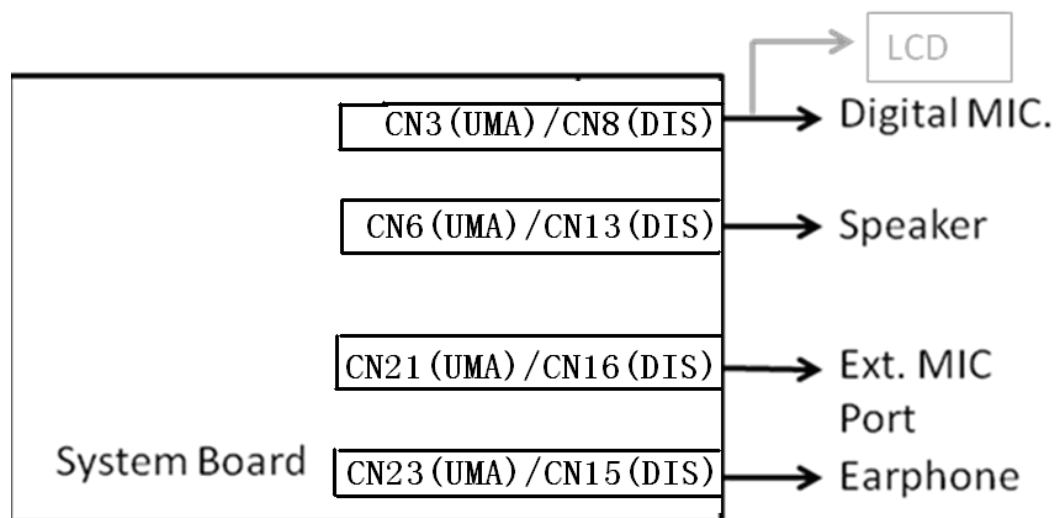 LCD
CN3(UMA)/CN8(DIS)
Digital MIC.
CN6(UMA)/CN13(DIS)
Speaker
CN21(UMA)/CN16(DIS)
Ext. MIC
Port
System Board
CN23(UMA)/CN15(DIS)
Earphone